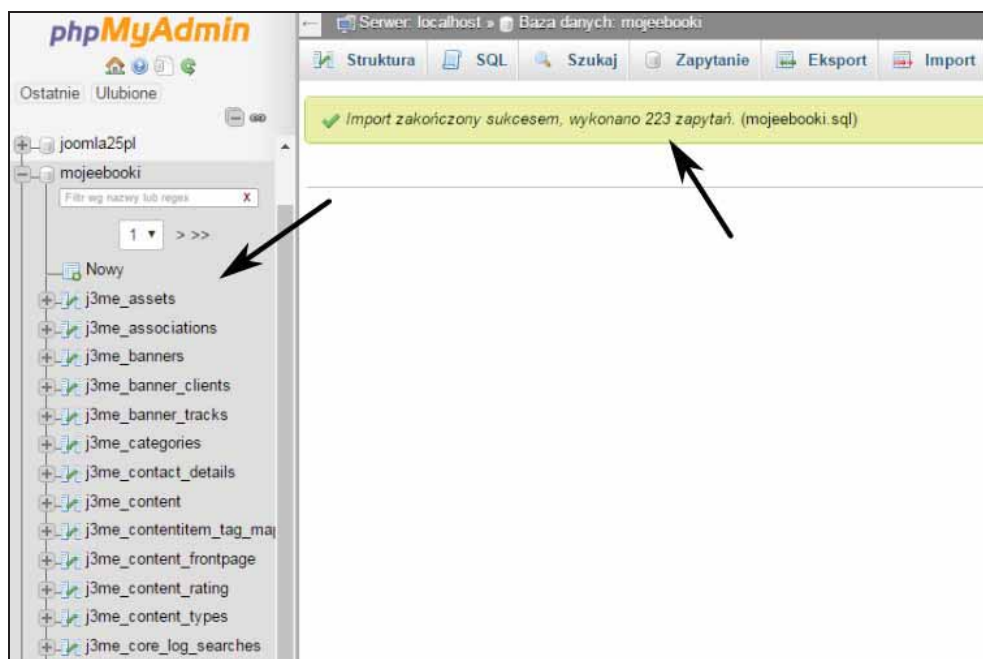 phpMyAdmin
Ostatnie Ulubione
joomla25pl
mojeebooki
Filtr wg nazwy lub regex X
1 > >>
Nowy
j3me_assets
j3me_associations
j3me_banners
j3me_banner_clients
j3me_banner_tracks
j3me_categories
j3me_contact_details
j3me_content
j3me_contentitem_tag_map
j3me_content_frontpage
j3me_content_rating
j3me_content_types
j3me_core_log_searches
Serwer: localhost » Baza danych: mojeebooki
Struktura SQL Szukaj Zapytanie Eksport Import
Import zakończony sukcesem, wykonano 223 zapytań. (mojeebooki.sql)